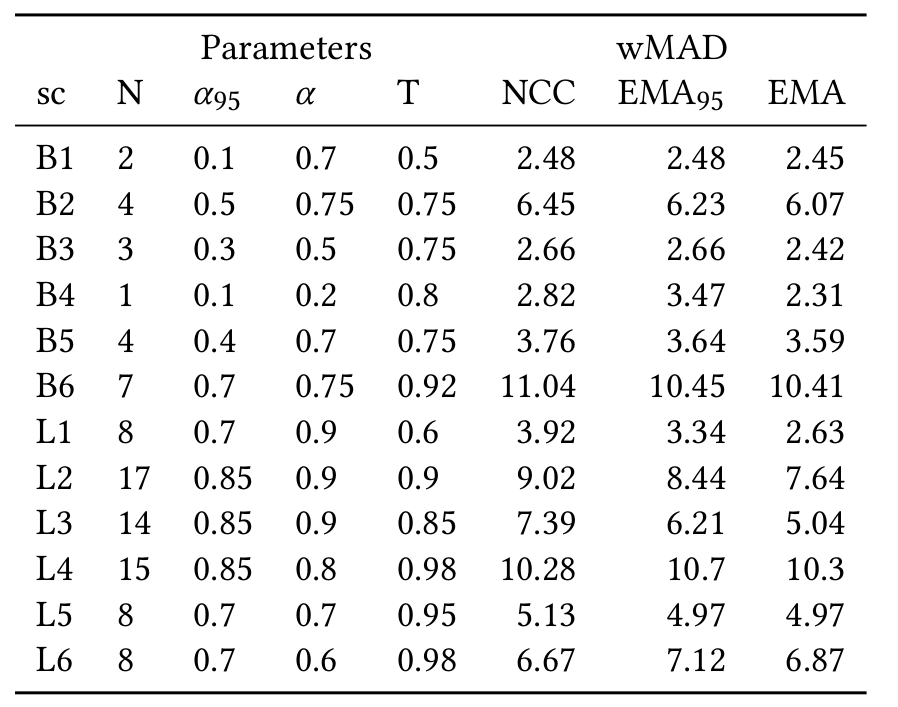 Parameters wMAD
sc N α95 α T NCC EMA95 EMA
B1 2 0.1 0.7 0.5 2.48 2.48 2.45
B2 4 0.5 0.75 0.75 6.45 6.23 6.07
B3 3 0.3 0.5 0.75 2.66 2.66 2.42
B4 1 0.1 0.2 0.8 2.82 3.47 2.31
B5 4 0.4 0.7 0.75 3.76 3.64 3.59
B6 7 0.7 0.75 0.92 11.04 10.45 10.41
L1 8 0.7 0.9 0.6 3.92 3.34 2.63
L2 17 0.85 0.9 0.9 9.02 8.44 7.64
L3 14 0.85 0.9 0.85 7.39 6.21 5.04
L4 15 0.85 0.8 0.98 10.28 10.7 10.3
L5 8 0.7 0.7 0.95 5.13 4.97 4.97
L6 8 0.7 0.6 0.98 6.67 7.12 6.87